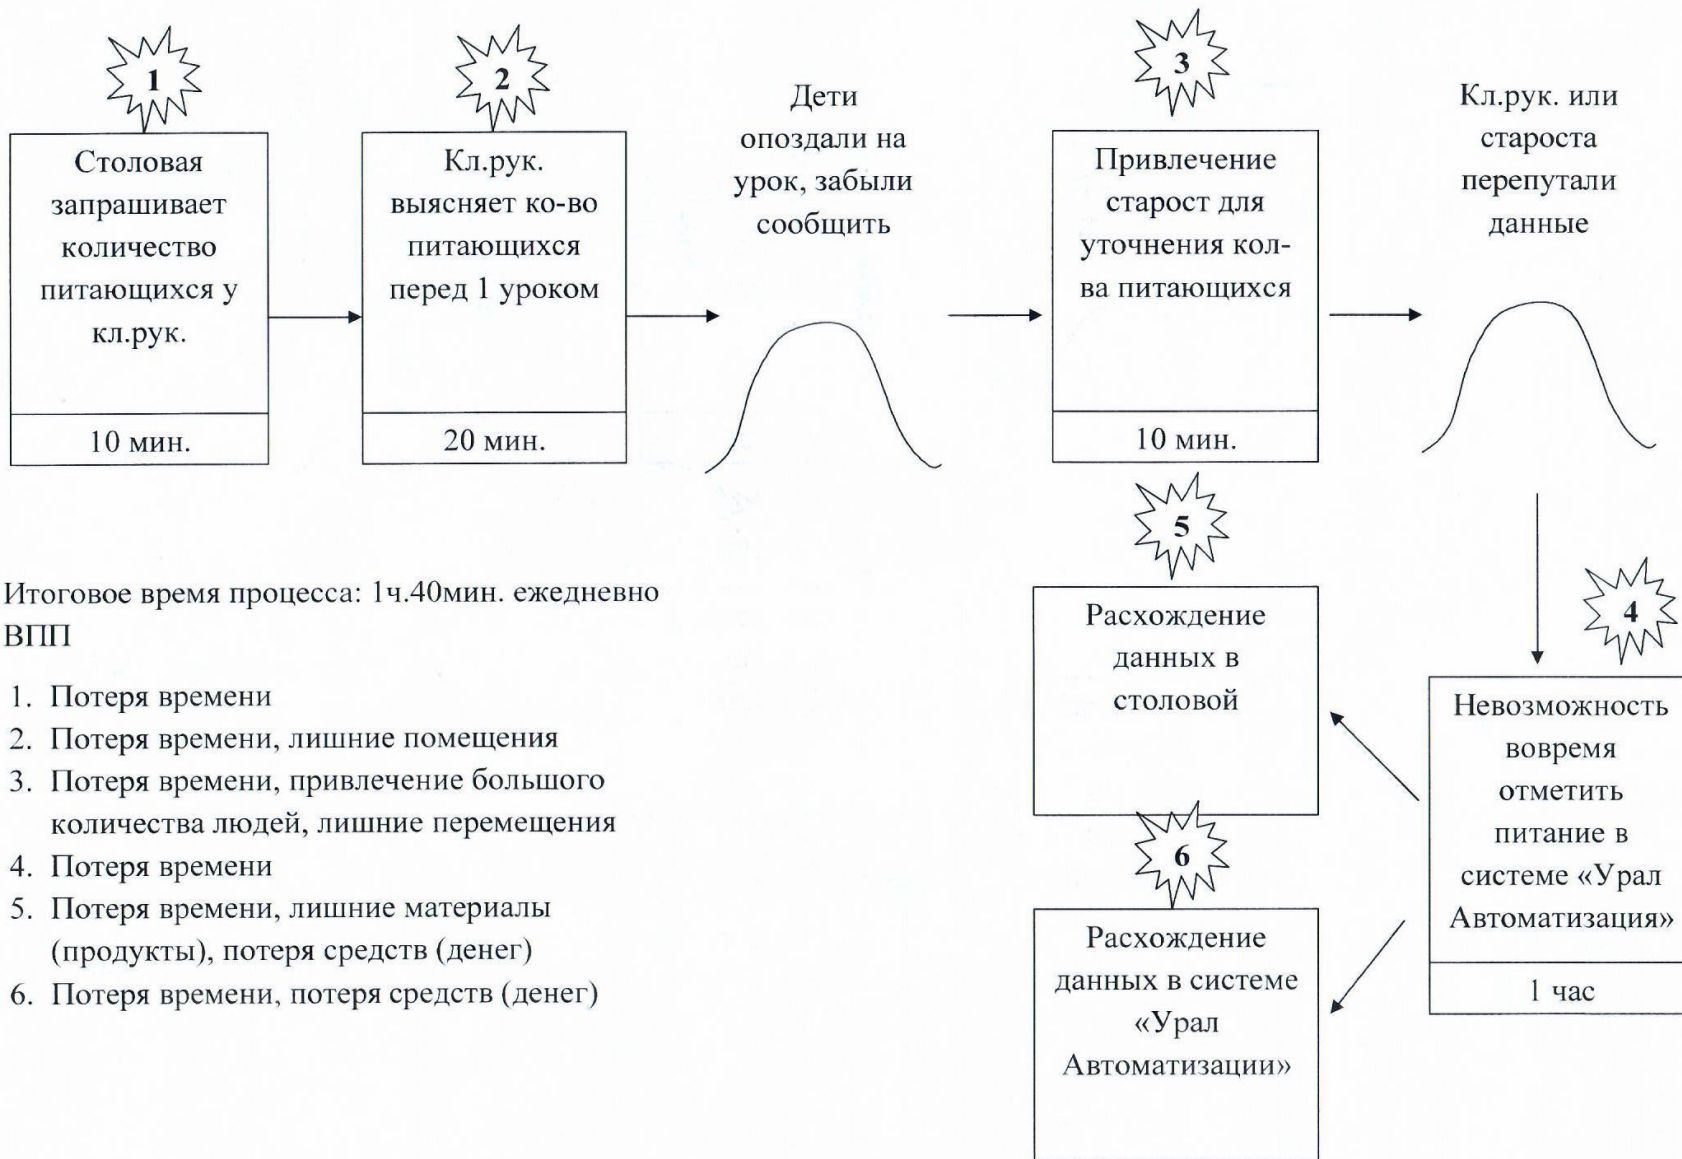 1
Столовая
запрашивает
количество
питающихся у
кл.рук.
10 мин.
2
Кл.рук.
выясняет ко-во
питающихся
перед 1 уроком
20 мин.
Дети
опоздали на
урок, забыли
сообщить
3
Привлечение
старост для
уточнения кол-
ва питающихся
10 мин.
Кл.рук. или
староста
перепутали
данные
4
Невозможность
вовремя
отметить
питание в
системе «Урал
Автоматизация»
1 час
5
Расхождение
данных в
столовой
6
Расхождение
данных в системе
«Урал
Автоматизации»
Итоговое время процесса: 1ч.40мин. ежедневно
ВПП
1. Потеря времени
2. Потеря времени, лишние помещения
3. Потеря времени, привлечение большого
количества людей, лишние перемещения
4. Потеря времени
5. Потеря времени, лишние материалы
(продукты), потеря средств (денег)
6. Потеря времени, потеря средств (денег)